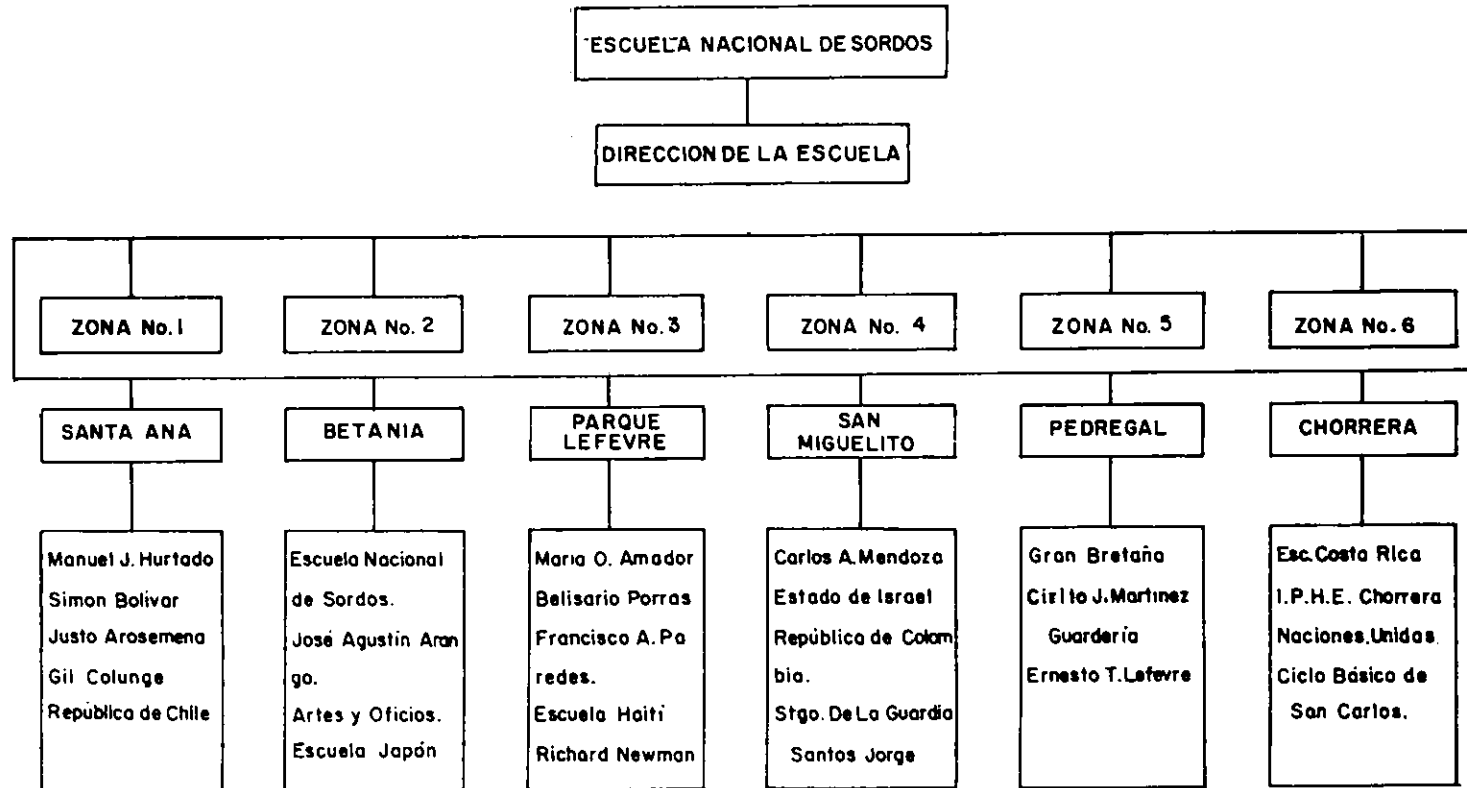 ESCUELA NACIONAL DE SORDOS
DIRECCION DE LA ESCUELA
ZONA No. 1
ZONA No. 2
ZONA No. 3
ZONA No. 4
ZONA No. 5
ZONA No. 6
SANTA ANA
BETANIA
PARQUE
LEFEVRE
SAN
MIGUELITO
PEDREGAL
CHORRERA
Manuel J. Hurtado
Simon Bolivar
Justo Arosemena
Gil Colunge
República de Chile
Escuela Nacional
de Sordos.
José Agustín Aran
go.
Artes y Oficios.
Escuela Japón
Maria O. Amador
Belisario Porras
Francisco A. Pa
redes.
Escuela Haití
Richard Newman
Carlos A. Mendoza
Estado de Israel
República de Colom
bia.
Stgo. De La Guardia
Santos Jorge
Gran Bretaña
Cirilo J. Martinez
Guardería
Ernesto T. Lefevre
Esc. Costa Rica
I.P.H.E. Chorrera
Naciones Unidas.
Ciclo Básico de
San Carlos.